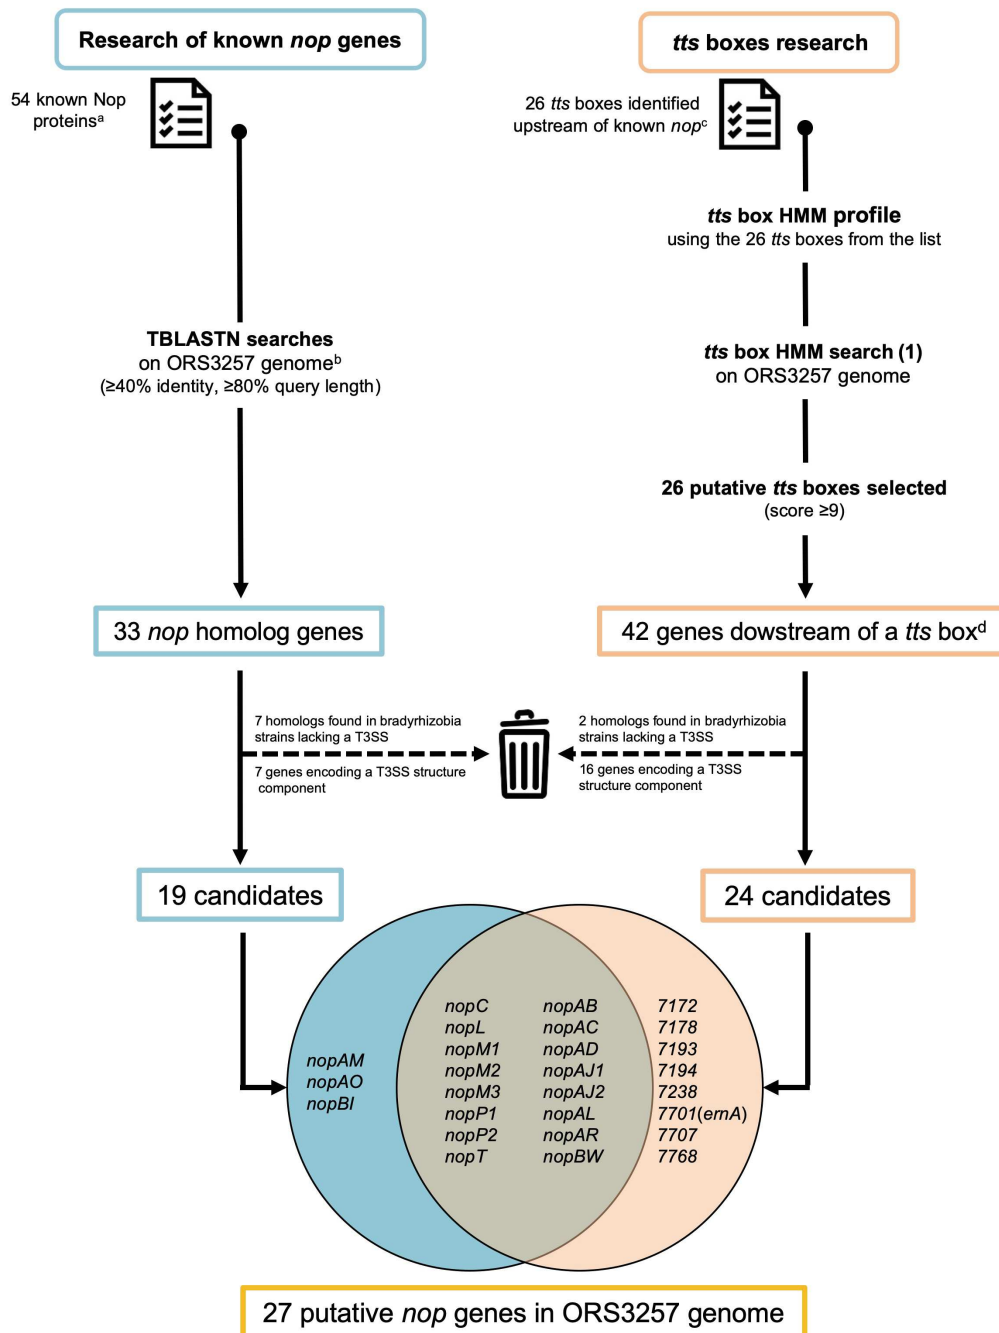 Research of known nop genes
54 known Nop
proteinsᵃ
TBLASTN searches
on ORS3257 genomeᵇ
(≥40% identity, ≥80% query length)
33 nop homolog genes
7 homologs found in bradyrhizobia
strains lacking a T3SS
7 genes encoding a T3SS structure
component
19 candidates
tts boxes research
26 tts boxes identified
upstream of known nopᶜ
tts box HMM profile
using the 26 tts boxes from the list
tts box HMM search (1)
on ORS3257 genome
26 putative tts boxes selected
(score ≥9)
42 genes dowstream of a tts boxᵈ
2 homologs found in bradyrhizobia
strains lacking a T3SS
16 genes encoding a T3SS
structure component
24 candidates
nopAM
nopAO
nopBI
nopC
nopL
nopM1
nopM2
nopM3
nopP1
nopP2
nopT
nopAB
nopAC
nopAD
nopAJ1
nopAJ2
nopAL
nopAR
nopBW
7172
7178
7193
7194
7238
7701(ernA)
7707
7768
27 putative nop genes in ORS3257 genome